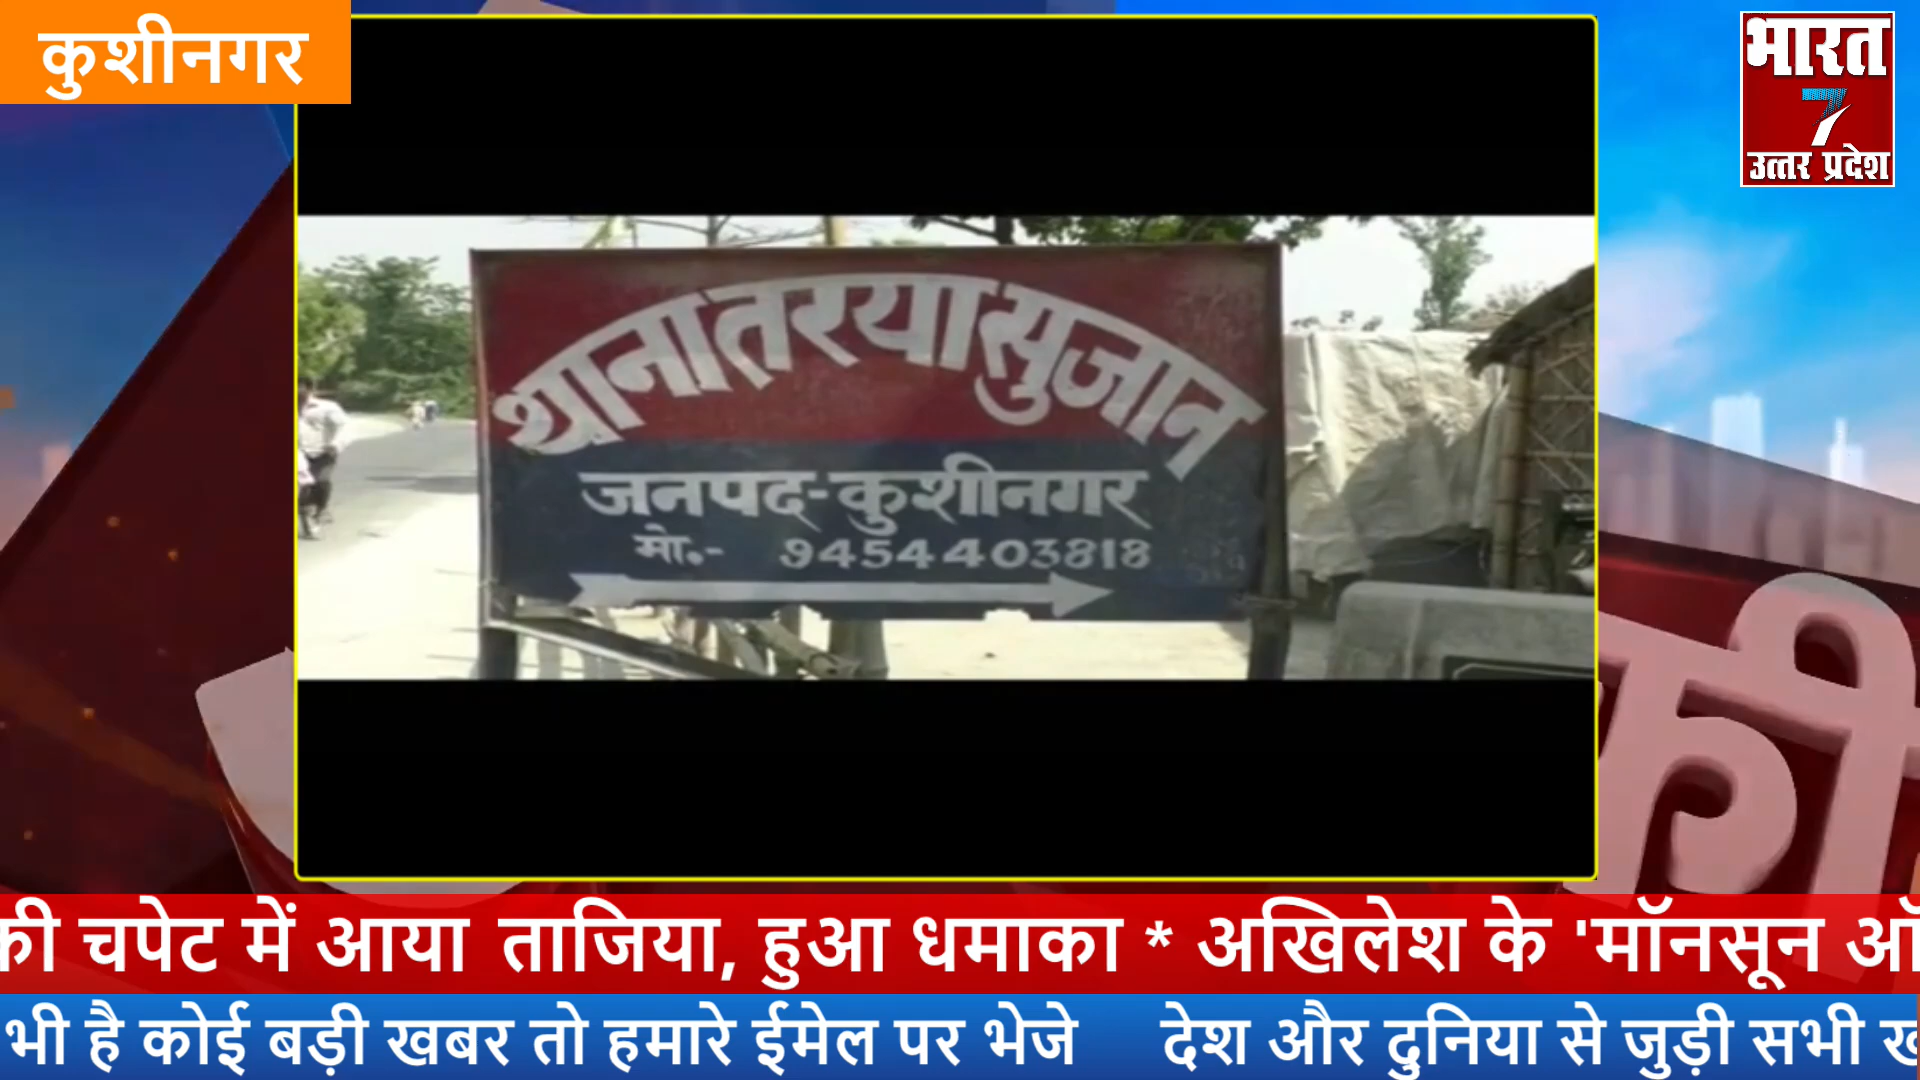 कुशीनगर
भारत
7
उत्तर प्रदेश
थाना तरयासुजान
जनपद-कुशीनगर
मो०- 9454403818
की
की चपेट में आया ताजिया, हुआ धमाका * अखिलेश के 'मॉनसून ऑ
भी है कोई बड़ी खबर तो हमारे ईमेल पर भेजे देश और दुनिया से जुड़ी सभी ख